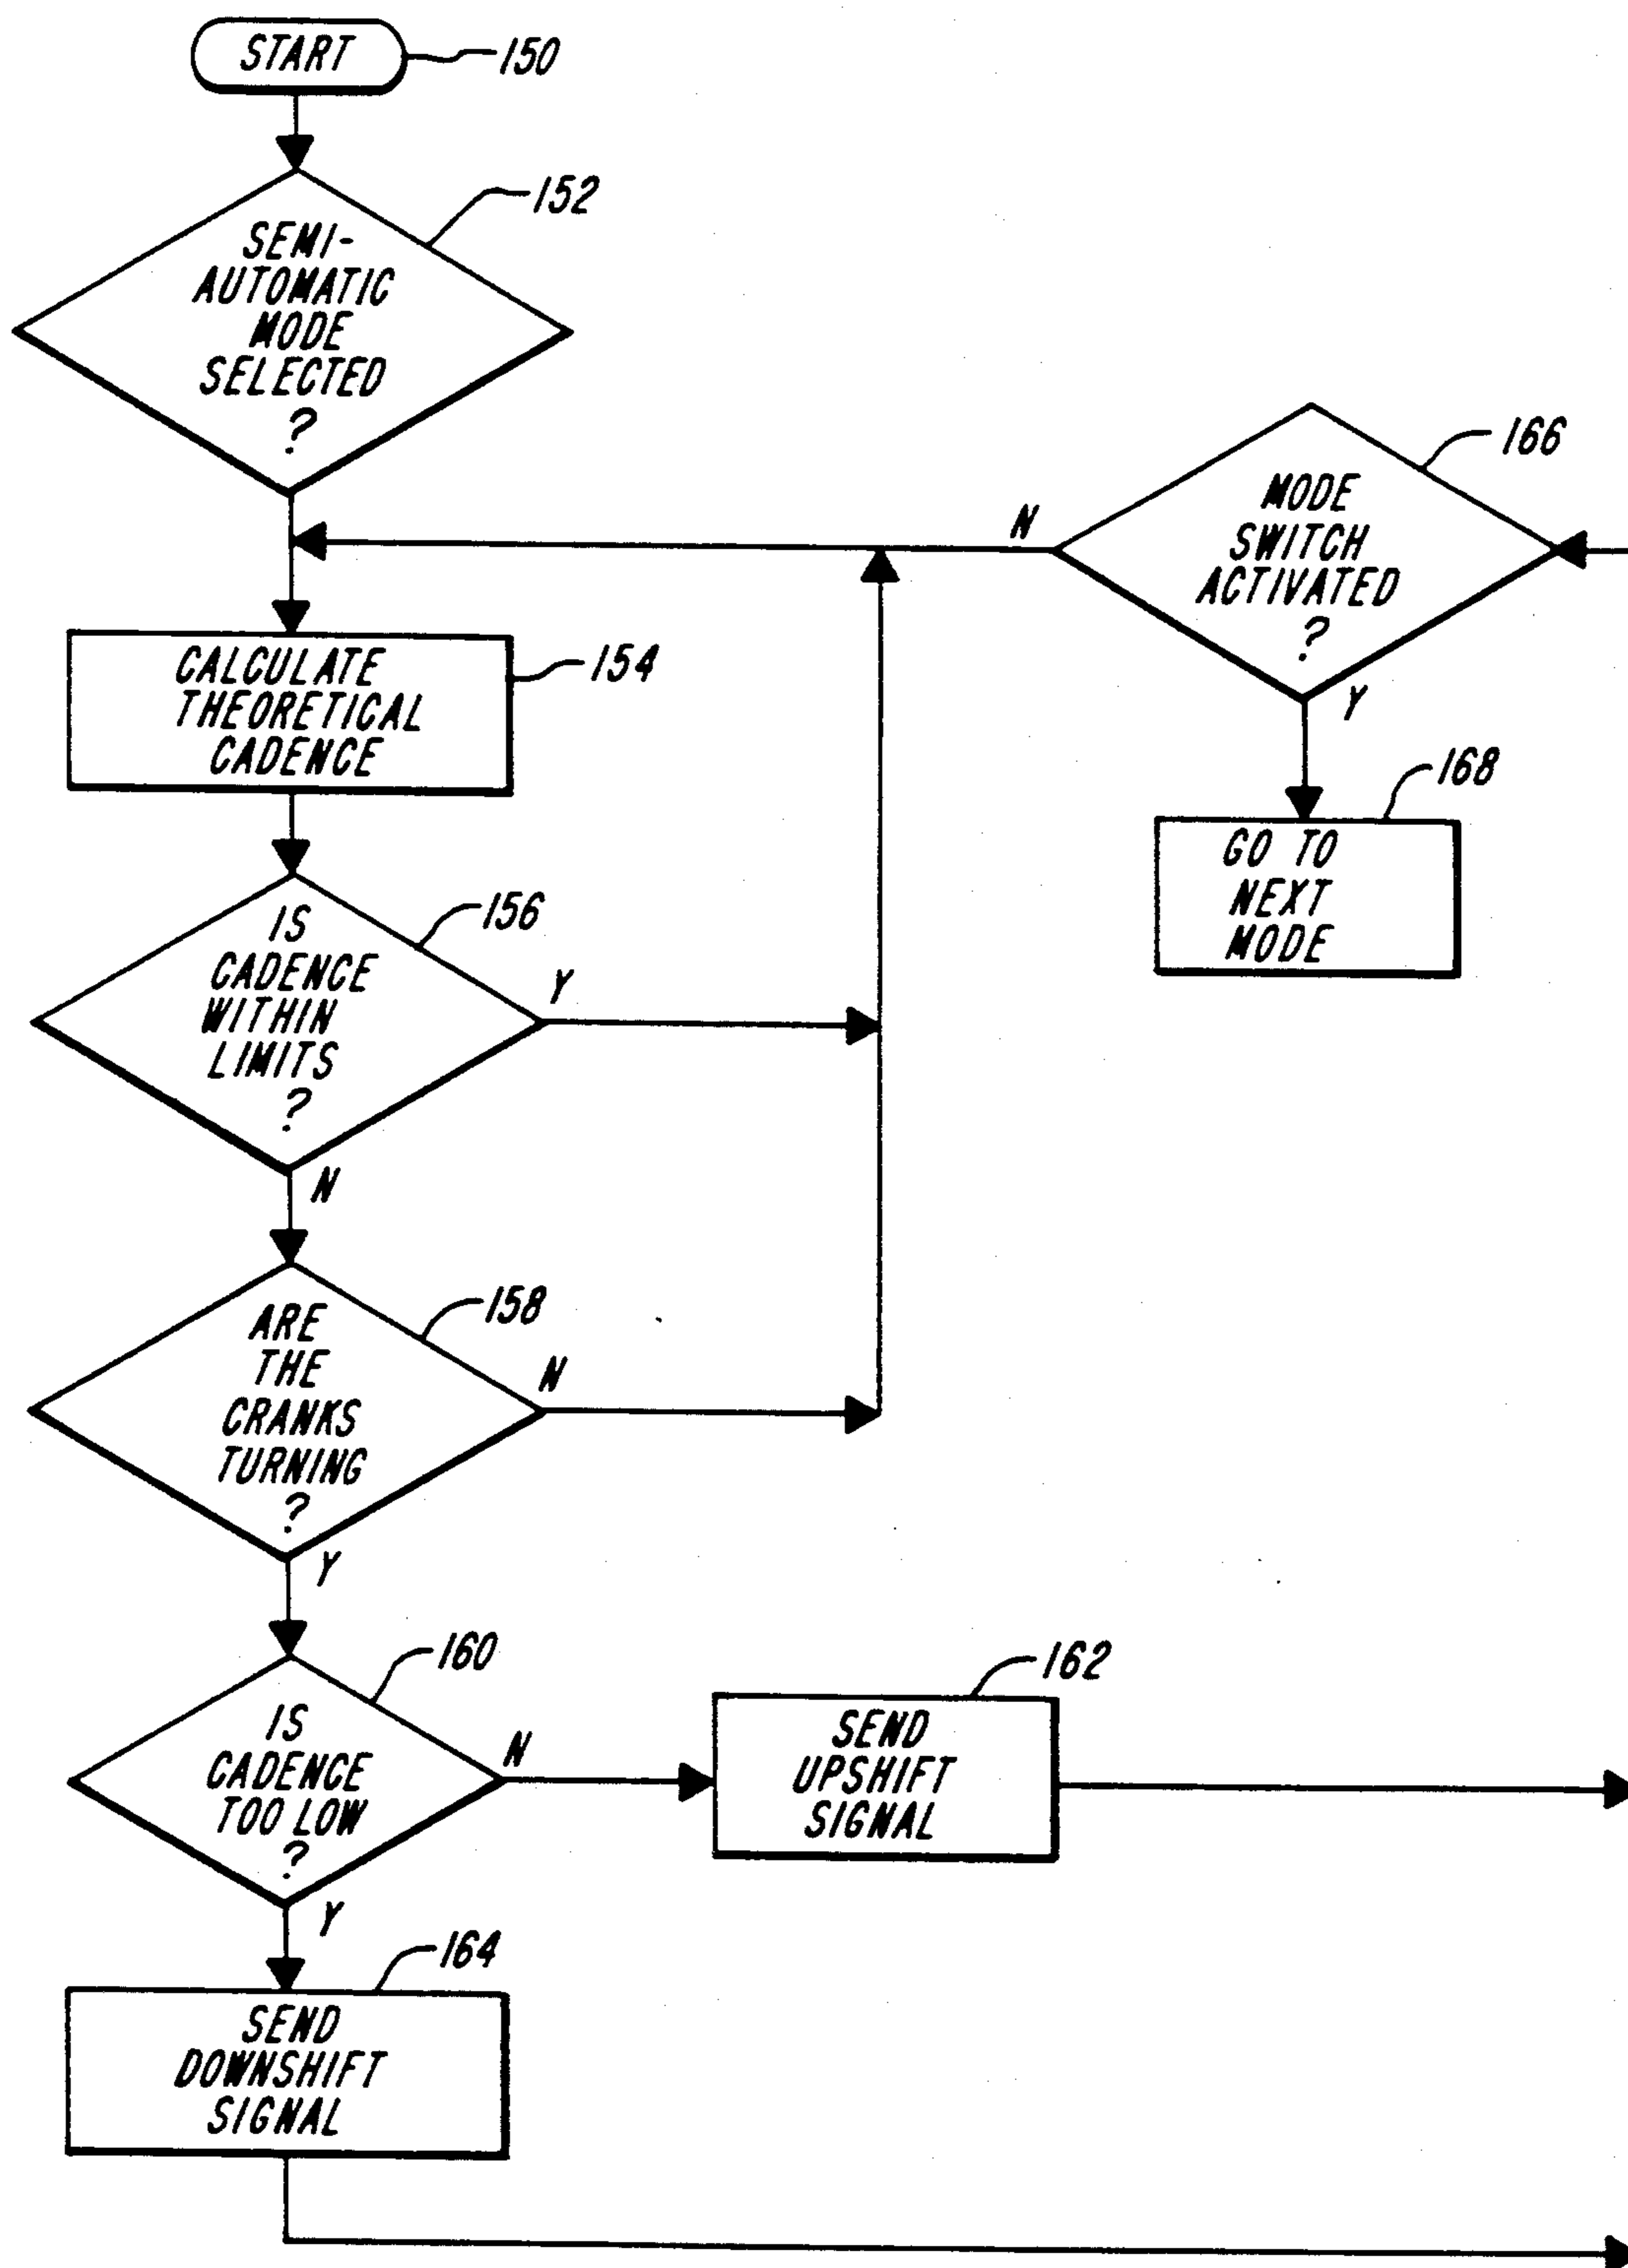 START
150
152
SEMI-
AUTOMATIC
MODE
SELECTED
?
166
MODE
SWITCH
ACTIVATED
?
N
Y
154
CALCULATE
THEORETICAL
CADENCE
168
GO TO
NEXT
MODE
156
IS
CADENCE
WITHIN
LIMITS
?
Y
N
158
ARE
THE
CRANKS
TURNING
?
N
Y
160
IS
CADENCE
TOO LOW
?
N
Y
162
SEND
UPSHIFT
SIGNAL
164
SEND
DOWNSHIFT
SIGNAL